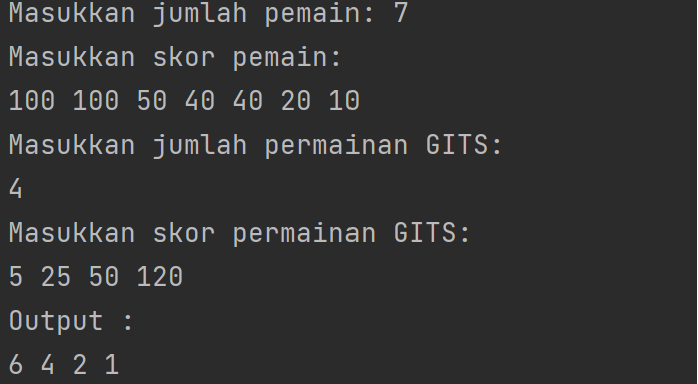 Masukkan jumlah pemain: 7
Masukkan skor pemain:
100 100 50 40 40 20 10
Masukkan jumlah permainan GITS:
4
Masukkan skor permainan GITS:
5 25 50 120
Output :
6 4 2 1